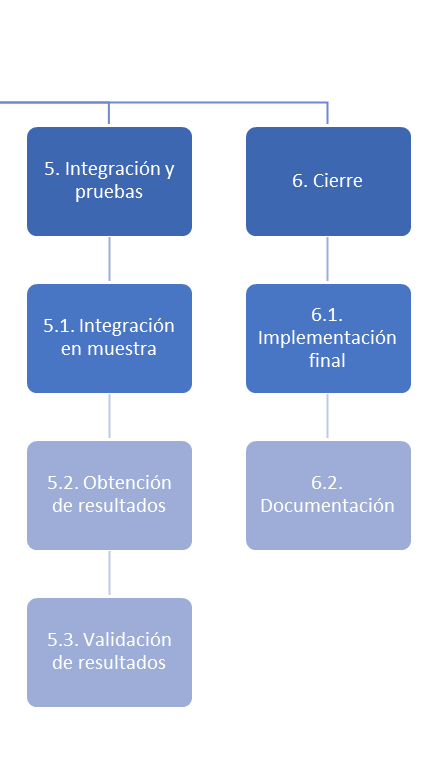 5. Integración y
pruebas
5.1. Integración
en muestra
5.2. Obtención
de resultados
5.3. Validación
de resultados
6. Cierre
6.1.
Implementación
final
6.2.
Documentación